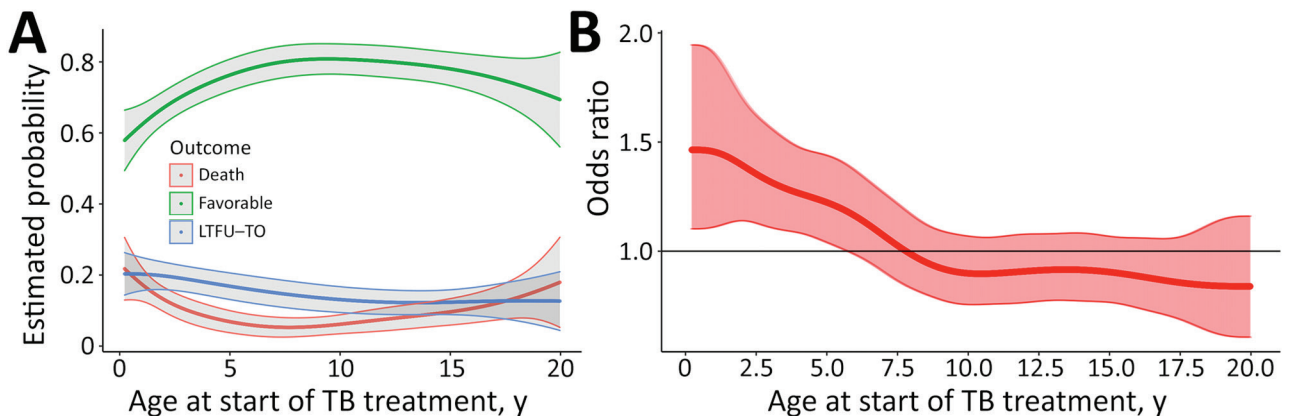 A
Estimated probability
0.8
0.6
0.4
0.2
0
Outcome
Death
Favorable
LTFU–TO
0 5 10 15 20
Age at start of TB treatment, y
B
Odds ratio
2.0
1.5
1.0
0 2.5 5.0 7.5 10.0 12.5 15.0 17.5 20.0
Age at start of TB treatment, y